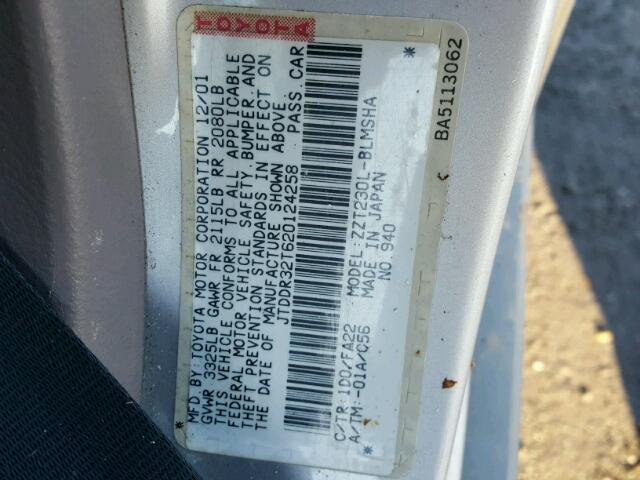 TOYOTA
MFD BY:TOYOTA MOTOR CORPORATION 12/01
GVWR 3325LB GAWR FR 2115LB RR 2080LB
THIS VEHICLE CONFORMS TO ALL APPLICABLE
FEDERAL MOTOR VEHICLE SAFETY, BUMPER, AND
THEFT PREVENTION STANDARDS IN EFFECT ON
THE DATE OF MANUFACTURE SHOWN ABOVE.
JTDDR32T620124258 PASS. CAR
C/TR:1D0/FA22 MODEL:ZZT230L-BLMSHA
A/TM:-01A/C56 MADE IN JAPAN
NO.940
BA5113062